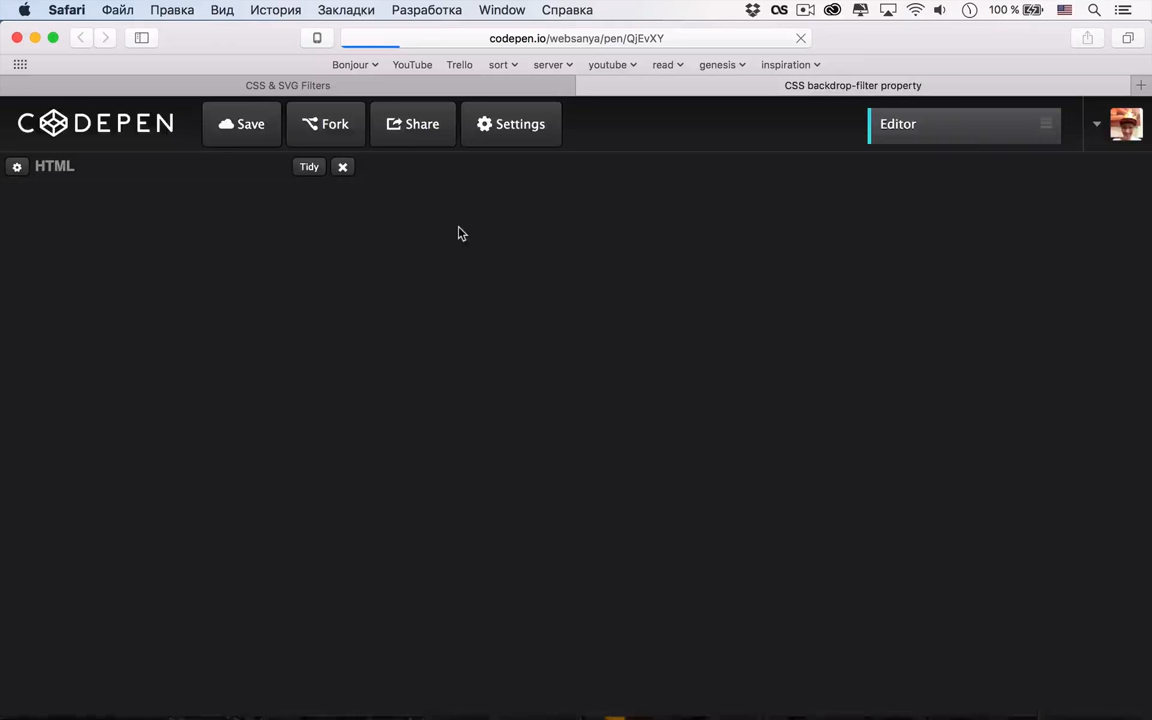 Safari Файл Правка Вид История Закладки Разработка Window Справка 100 %
codepen.io/websanya/pen/QjEvXY
Bonjour YouTube Trello sort server youtube read genesis inspiration
CSS & SVG Filters CSS backdrop-filter property
CODEPEN Save Fork Share Settings Editor
HTML Tidy